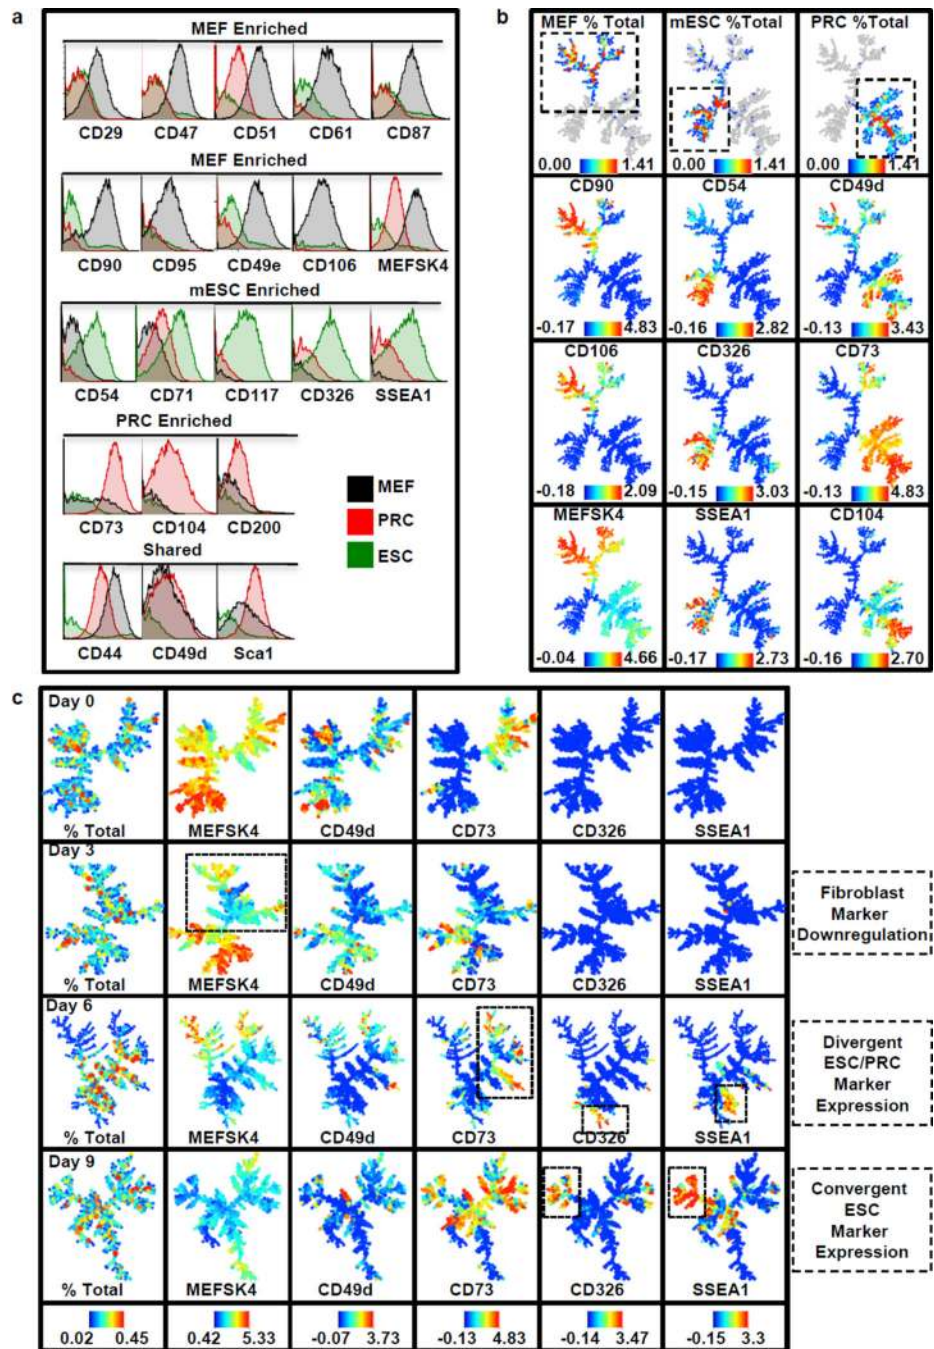 a
MEF Enriched
CD29 CD47 CD51 CD61 CD87
MEF Enriched
CD90 CD95 CD49e CD106 MEFSK4
mESC Enriched
CD54 CD71 CD117 CD326 SSEA1
PRC Enriched
CD73 CD104 CD200
MEF
PRC
ESC
Shared
CD44 CD49d Sca1
b
MEF % Total mESC %Total PRC %Total
0.00 1.41 0.00 1.41 0.00 1.41
CD90 CD54 CD49d
-0.17 4.83 -0.16 2.82 -0.13 3.43
CD106 CD326 CD73
-0.18 2.09 -0.15 3.03 -0.13 4.83
MEFSK4 SSEA1 CD104
-0.04 4.66 -0.17 2.73 -0.16 2.70
c
Day 0
% Total MEFSK4 CD49d CD73 CD326 SSEA1
Day 3
% Total MEFSK4 CD49d CD73 CD326 SSEA1
Fibroblast
Marker
Downregulation
Day 6
% Total MEFSK4 CD49d CD73 CD326 SSEA1
Divergent
ESC/PRC
Marker
Expression
Day 9
% Total MEFSK4 CD49d CD73 CD326 SSEA1
Convergent
ESC
Marker
Expression
0.02 0.45 0.42 5.33 -0.07 3.73 -0.13 4.83 -0.14 3.47 -0.15 3.3